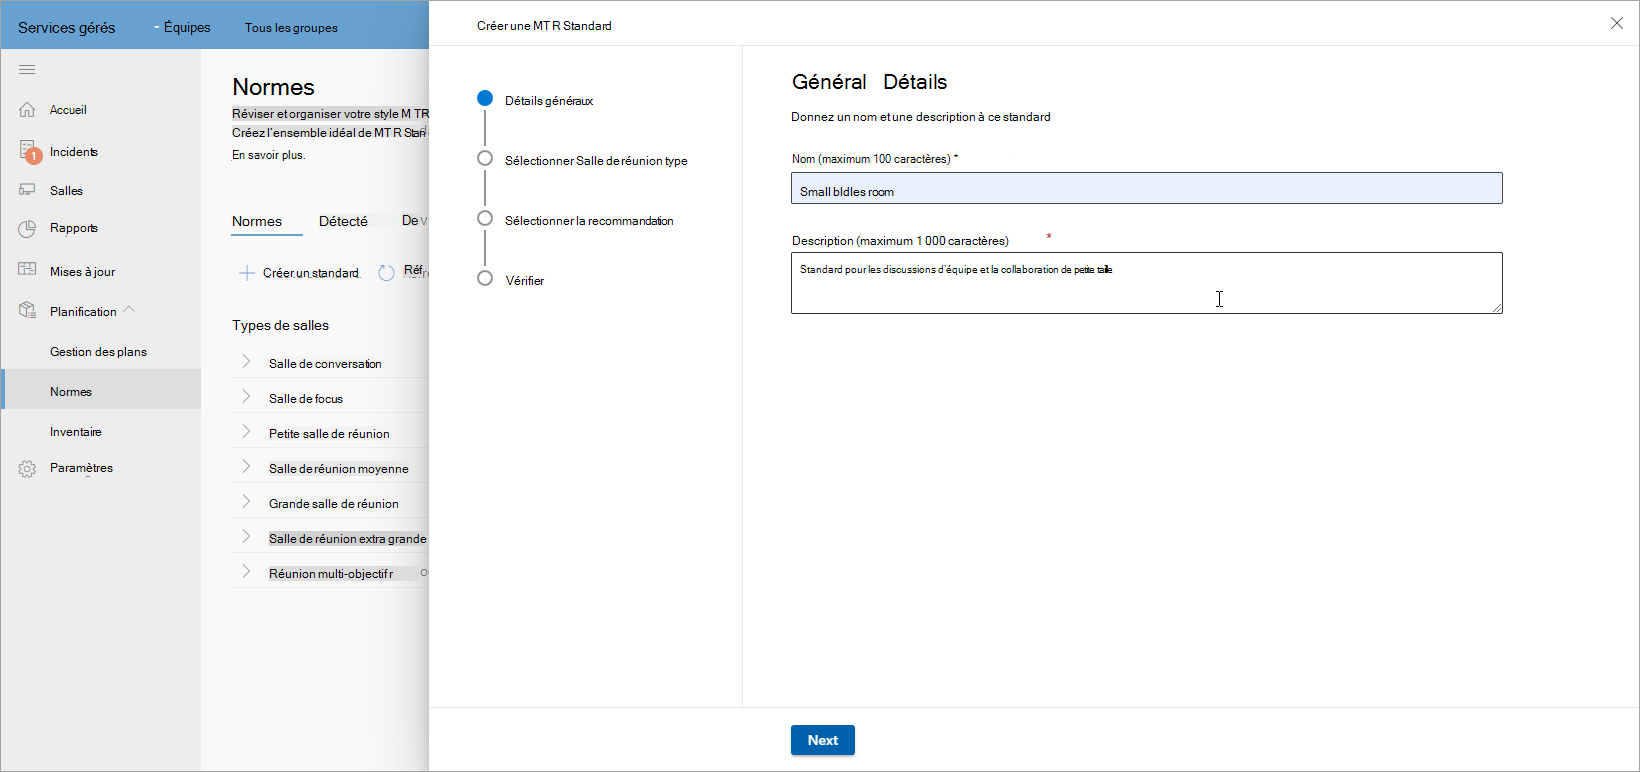 Services gérés
- Équipes
Tous les groupes
Accueil
Incidents
1
Salles
Rapports
Mises à jour
Planification
Gestion des plans
Normes
Inventaire
Paramètres
Normes
Réviser et organiser votre style M TR
Créez l'ensemble idéal de MT R Stan
En savoir plus.
Normes
Détecté
De v
Créer un standard
Réf
Types de salles
Salle de conversation
Salle de focus
Petite salle de réunion
Salle de réunion moyenne
Grande salle de réunion
Salle de réunion extra grande
Réunion multi-objectif r o
Créer une MT R Standard
Détails généraux
Sélectionner Salle de réunion type
Sélectionner la recommandation
Vérifier
Général Détails
Donnez un nom et une description à ce standard
Nom (maximum 100 caractères) *
Small bldles room
Description (maximum 1 000 caractères) *
Standard pour les discussions d'équipe et la collaboration de petite taille
Next